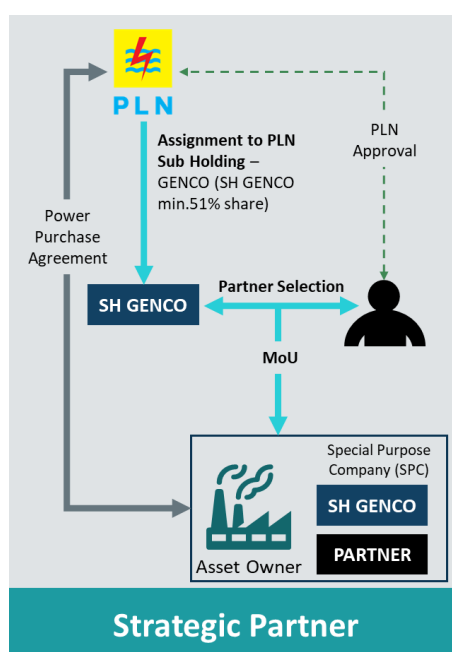 PLN
Assignment to PLN
Sub Holding –
GENCO (SH GENCO
min.51% share)
PLN
Approval
Power
Purchase
Agreement
Partner Selection
SH GENCO
MoU
Special Purpose
Company (SPC)
SH GENCO
PARTNER
Asset Owner
Strategic Partner